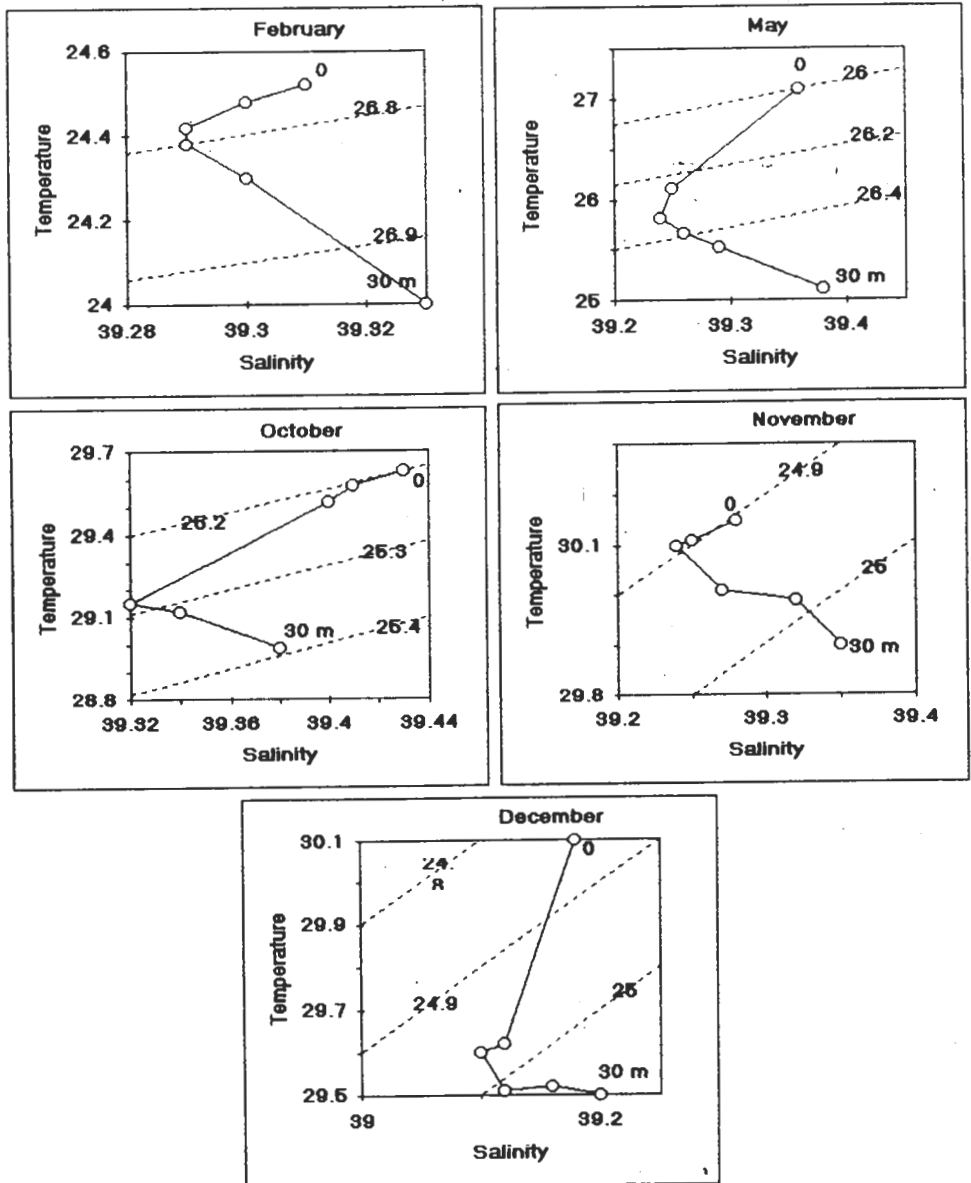 February
24.6
24.4
24.2
24
Temperature
0
26.8
26.9
30 m
39.28
39.3
39.32
Salinity
May
27
26
25
Temperature
0
26
26.2
26.4
30 m
39.2
39.3
39.4
Salinity
October
29.7
29.4
29.1
28.8
Temperature
0
25.2
25.3
25.4
30 m
39.32
39.36
39.4
39.44
Salinity
November
30.1
29.8
Temperature
24.9
0
25
30 m
39.2
39.3
39.4
Salinity
December
30.1
29.9
29.7
29.5
Temperature
24.
8
0
24.9
25
30 m
39
39.2
Salinity